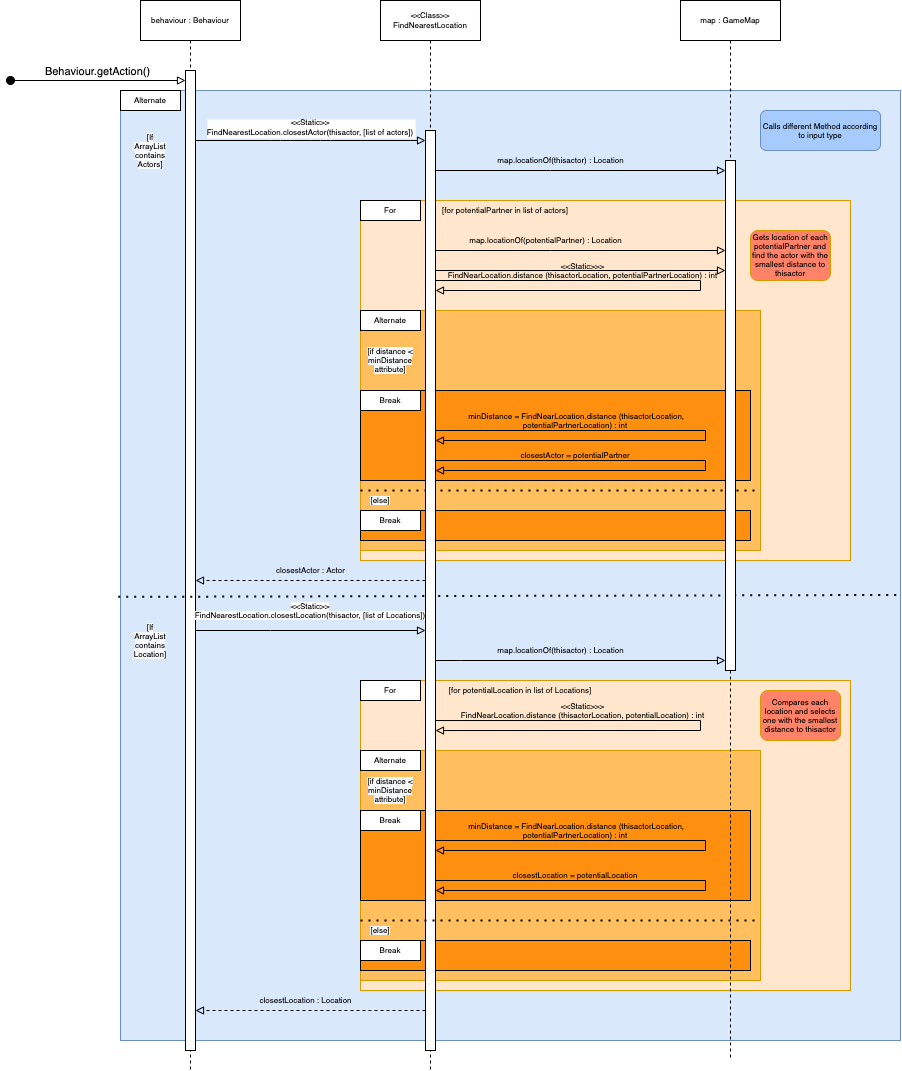 behaviour : Behaviour
<<Class>>
FindNearestLocation
map : GameMap
Behaviour.getAction()
Alternate
[If
ArrayList
contains
Actors]
<<Static>>
FindNearestLocation.closestActor(thisactor, [list of actors])
Calls different Method according
to input type
map.locationOf(thisactor) : Location
For
[for potentialPartner in list of actors]
map.locationOf(potentialPartner) : Location
Gets location of each
potentialPartner and
find the actor with the
smallest distance to
thisactor
<<Static>>>
FindNearLocation.distance (thisactorLocation, potentialPartnerLocation) : int
Alternate
[if distance <
minDistance
attribute]
Break
minDistance = FindNearLocation.distance (thisactorLocation,
potentialPartnerLocation) : int
closestActor = potentialPartner
[else]
Break
closestActor : Actor
<<Static>>
FindNearestLocation.closestLocation(thisactor, [list of Locations])
[If
ArrayList
contains
Location]
map.locationOf(thisactor) : Location
For
[for potentialLocation in list of Locations]
<<Static>>>
FindNearLocation.distance (thisactorLocation, potentialLocation) : int
Compares each
location and selects
one with the smallest
distance to thisactor
Alternate
[if distance <
minDistance
attribute]
Break
minDistance = FindNearLocation.distance (thisactorLocation,
potentialPartnerLocation) : int
closestLocation = potentialLocation
[else]
Break
closestLocation : Location